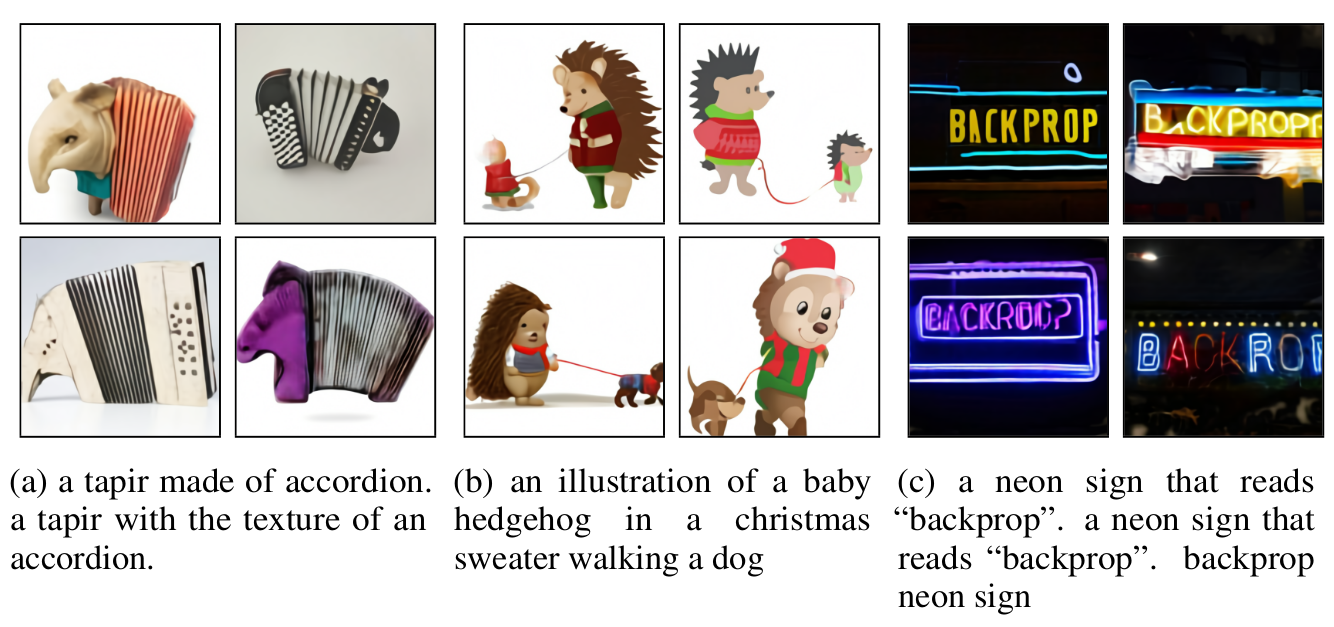 BACKPROP
BACKPROPP
BACKROG?
BACKROP
(a) a tapir made of accordion.
a tapir with the texture of an
accordion.
(b) an illustration of a baby
hedgehog in a christmas
sweater walking a dog
(c) a neon sign that reads
“backprop”. a neon sign that
reads “backprop”. backprop
neon sign